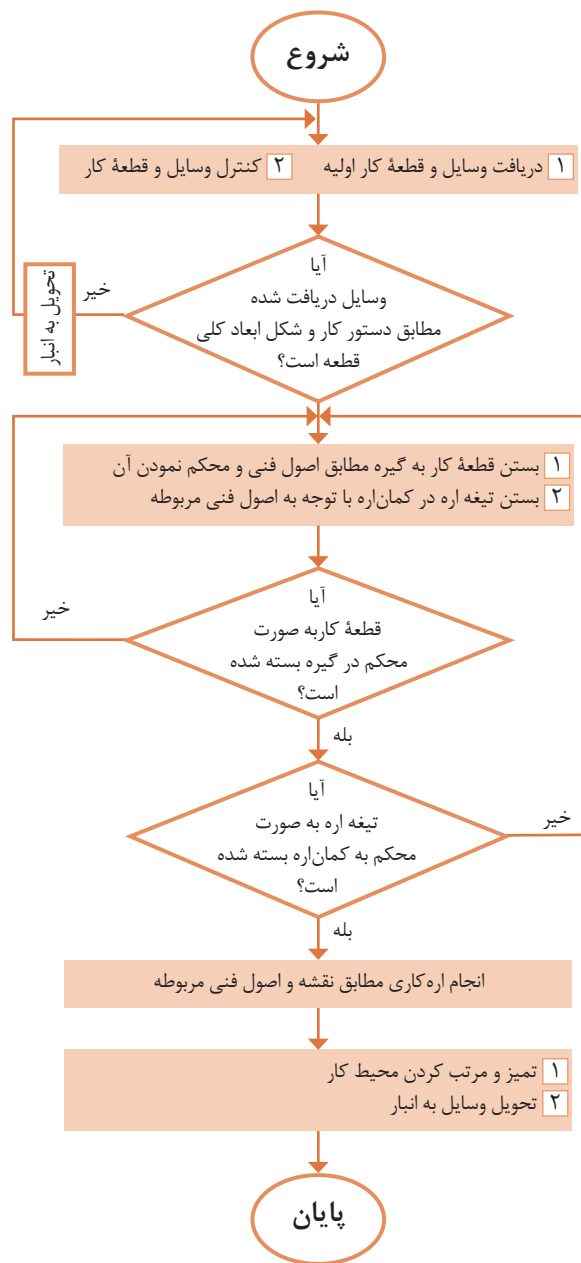 شروع
۱ دریافت وسایل و قطعهٔ کار اولیه ۲ کنترل وسایل و قطعهٔ کار
آیا
وسایل دریافت شده
مطابق دستور کار و شکل ابعاد کلی
قطعه است؟
خیر
تحویل به انبار
۱ بستن قطعهٔ کار به گیره مطابق اصول فنی و محکم نمودن آن
۲ بستن تیغه اره در کمان‌اره با توجه به اصول فنی مربوطه
آیا
قطعهٔ کاربه صورت
محکم در گیره بسته شده
است؟
خیر
بله
آیا
تیغه اره به صورت
محکم به کمان‌اره بسته شده
است؟
خیر
بله
انجام اره‌کاری مطابق نقشه و اصول فنی مربوطه
۱ تمیز و مرتب کردن محیط کار
۲ تحویل وسایل به انبار
پایان